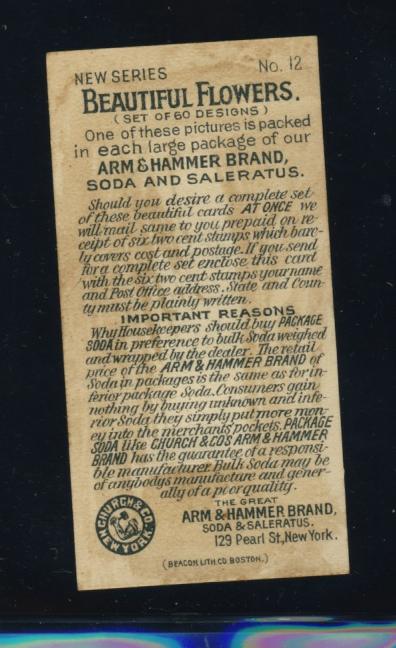 NEW SERIES No. 12
BEAUTIFUL FLOWERS.
(SET OF 60 DESIGNS)
One of these pictures is packed
in each large package of our
ARM & HAMMER BRAND,
SODA AND SALERATUS.
Should you desire a complete set
of these beautiful cards AT ONCE we
will mail same to you prepaid on re-
ceipt of six two cent stamps which bare-
ly covers cost and postage. If you send
for a complete set enclose this card
with the six two cent stamps your name
and Post Office address. State and Coun-
ty must be plainly written.
IMPORTANT REASONS
Why Housekeepers should buy PACKAGE
SODA in preference to bulk Soda weighed
and wrapped by the dealer. The retail
price of the ARM & HAMMER BRAND of
Soda in packages is the same as for in-
ferior package Soda. Consumers gain
nothing by buying unknown and infe-
rior Soda they simply put more mon-
ey into the merchants' pockets. PACKAGE
SODA like CHURCH & CO'S ARM & HAMMER
BRAND has the guarantee of a responsi-
ble manufacturer. Bulk Soda may be
of anybodys manufacture and gener-
ally of a poor quality.
CHURCH & CO.
NEW YORK.
THE GREAT
ARM & HAMMER BRAND,
SODA & SALERATUS.
129 Pearl St, New York.
(BEACON LITH. CO BOSTON.)